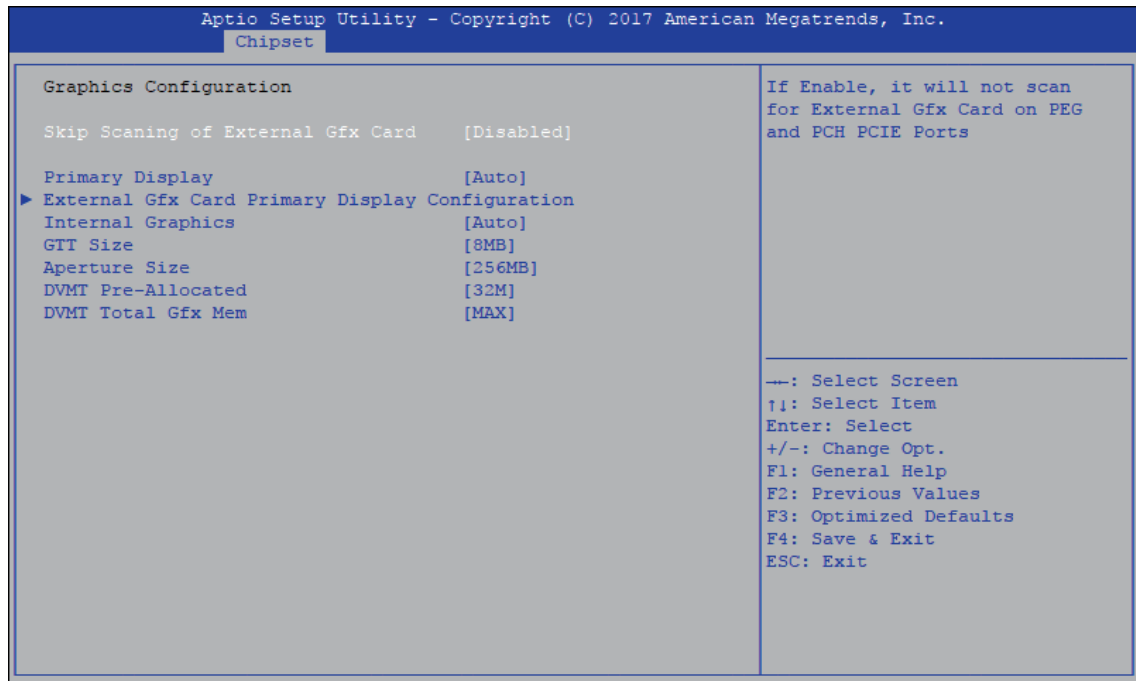 Aptio Setup Utility - Copyright (C) 2017 American Megatrends, Inc.
Chipset
Graphics Configuration
Skip Scaning of External Gfx Card [Disabled]
Primary Display [Auto]
► External Gfx Card Primary Display Configuration
Internal Graphics [Auto]
GTT Size [8MB]
Aperture Size [256MB]
DVMT Pre-Allocated [32M]
DVMT Total Gfx Mem [MAX]
If Enable, it will not scan
for External Gfx Card on PEG
and PCH PCIE Ports
→←: Select Screen
↑↓: Select Item
Enter: Select
+/-: Change Opt.
F1: General Help
F2: Previous Values
F3: Optimized Defaults
F4: Save & Exit
ESC: Exit